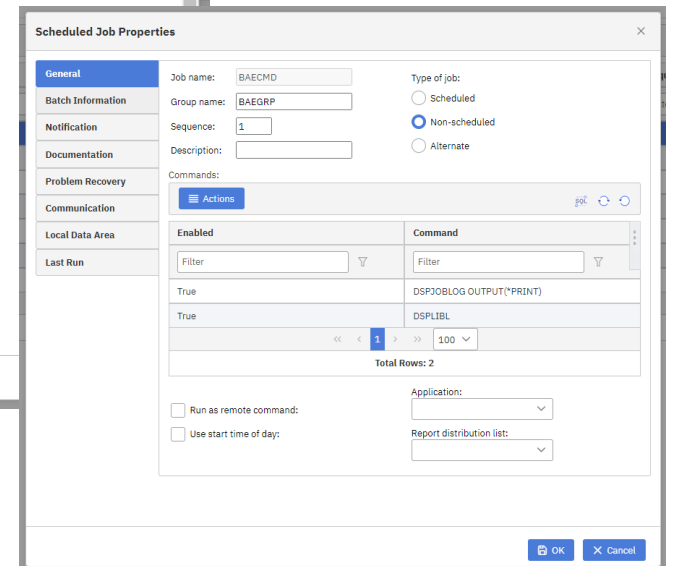 Scheduled Job Properties
General
Batch Information
Notification
Documentation
Problem Recovery
Communication
Local Data Area
Last Run
Job name: BAECMD
Group name: BAEGRP
Sequence: 1
Description:
Type of job:
Scheduled
Non-scheduled
Alternate
Commands:
Actions
SQL
Enabled Command
Filter Filter
True DSPJOBLOG OUTPUT(*PRINT)
True DSPLIBL
<< < 1 > >> 100
Total Rows: 2
Run as remote command:
Use start time of day:
Application:
Report distribution list:
OK Cancel